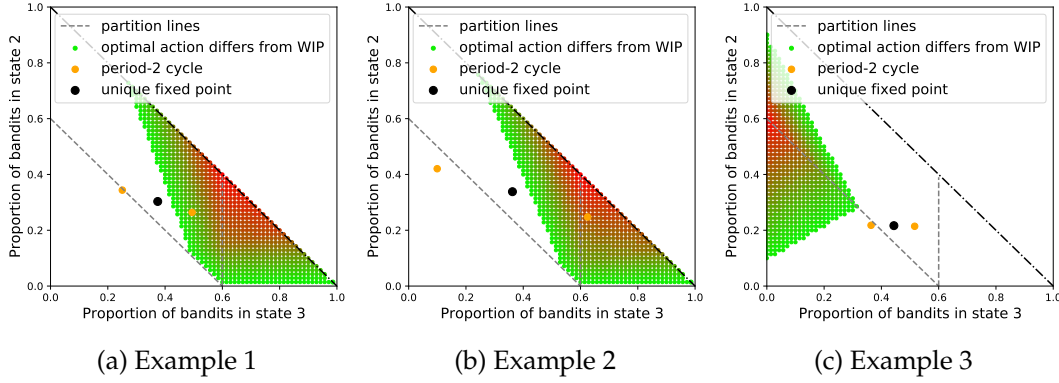 1.0
0.8
0.6
0.4
0.2
0.0
0.0 0.2 0.4 0.6 0.8 1.0
Proportion of bandits in state 2
Proportion of bandits in state 3
partition lines
optimal action differs from WIP
period-2 cycle
unique fixed point
(a) Example 1
1.0
0.8
0.6
0.4
0.2
0.0
0.0 0.2 0.4 0.6 0.8 1.0
Proportion of bandits in state 2
Proportion of bandits in state 3
partition lines
optimal action differs from WIP
period-2 cycle
unique fixed point
(b) Example 2
1.0
0.8
0.6
0.4
0.2
0.0
0.0 0.2 0.4 0.6 0.8 1.0
Proportion of bandits in state 2
Proportion of bandits in state 3
partition lines
optimal action differs from WIP
period-2 cycle
unique fixed point
(c) Example 3